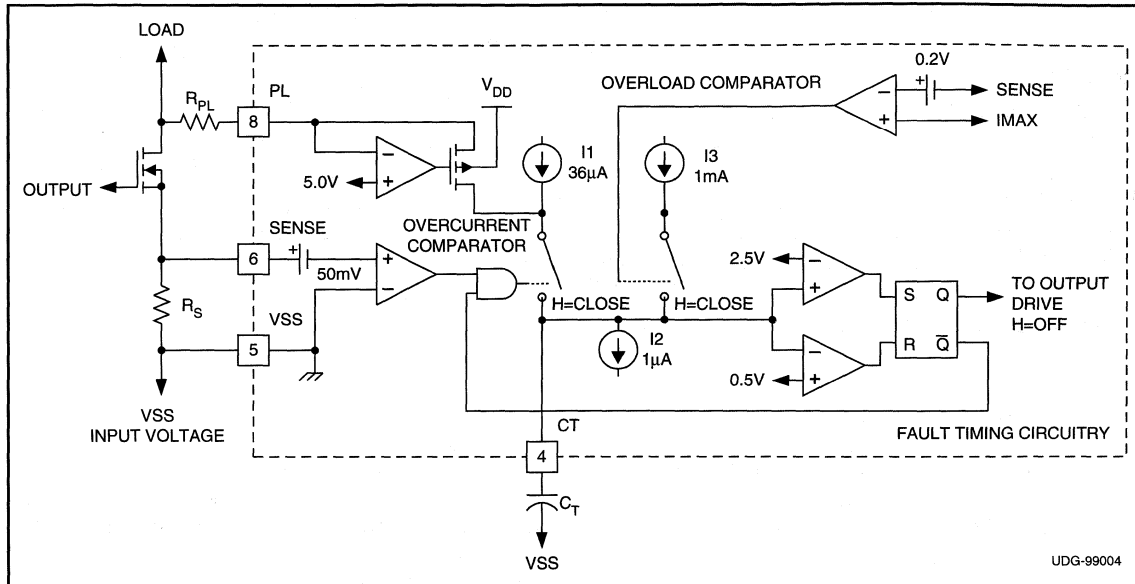 LOAD
RPL
PL
8
VDD
OVERLOAD COMPARATOR
0.2V
+
SENSE
IMAX
−
+
I1
36µA
I3
1mA
OUTPUT
−
+
5.0V
OVERCURRENT
COMPARATOR
SENSE
6
+
50mV
+
−
H=CLOSE
H=CLOSE
2.5V
−
+
S Q
R Q̅
TO OUTPUT
DRIVE
H=OFF
RS
VSS
5
I2
1µA
0.5V
−
+
VSS
INPUT VOLTAGE
CT
FAULT TIMING CIRCUITRY
4
CT
VSS
UDG-99004